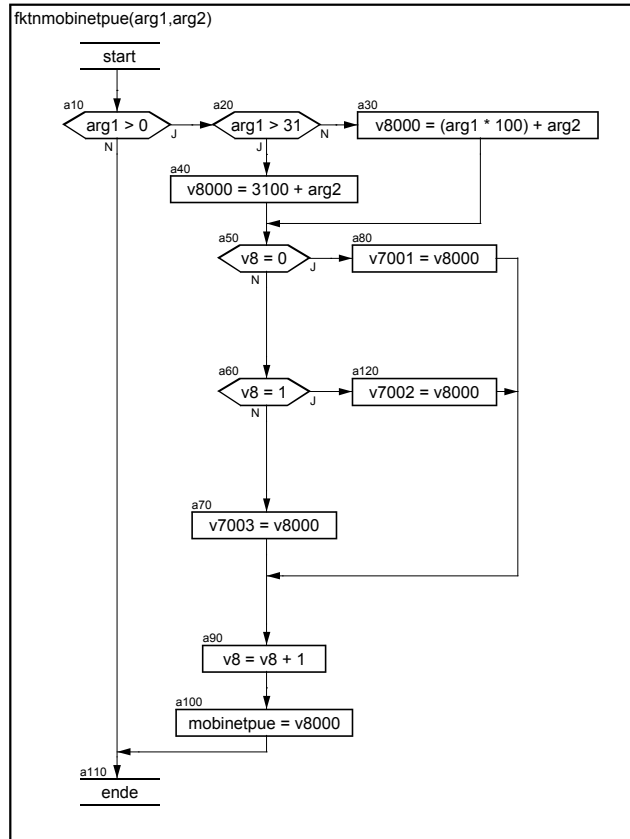 fktnmobinetpue(arg1,arg2)
start
a10
arg1 > 0
J
N
a20
arg1 > 31
N
J
a30
v8000 = (arg1 * 100) + arg2
a40
v8000 = 3100 + arg2
a50
v8 = 0
J
N
a80
v7001 = v8000
a60
v8 = 1
J
N
a120
v7002 = v8000
a70
v7003 = v8000
a90
v8 = v8 + 1
a100
mobinetpue = v8000
a110
ende